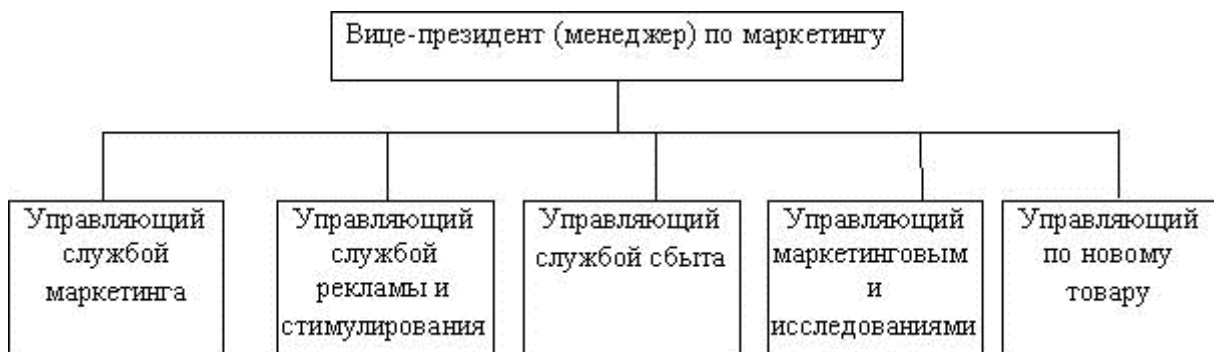 Вице-президент (менеджер) по маркетингу
Управляющий
службой
маркетинга
Управляющий
службой
рекламы и
стимулирования
Управляющий
службой сбыта
Управляющий
маркетинговым
и
исследованиями
Управляющий
по новому
товару